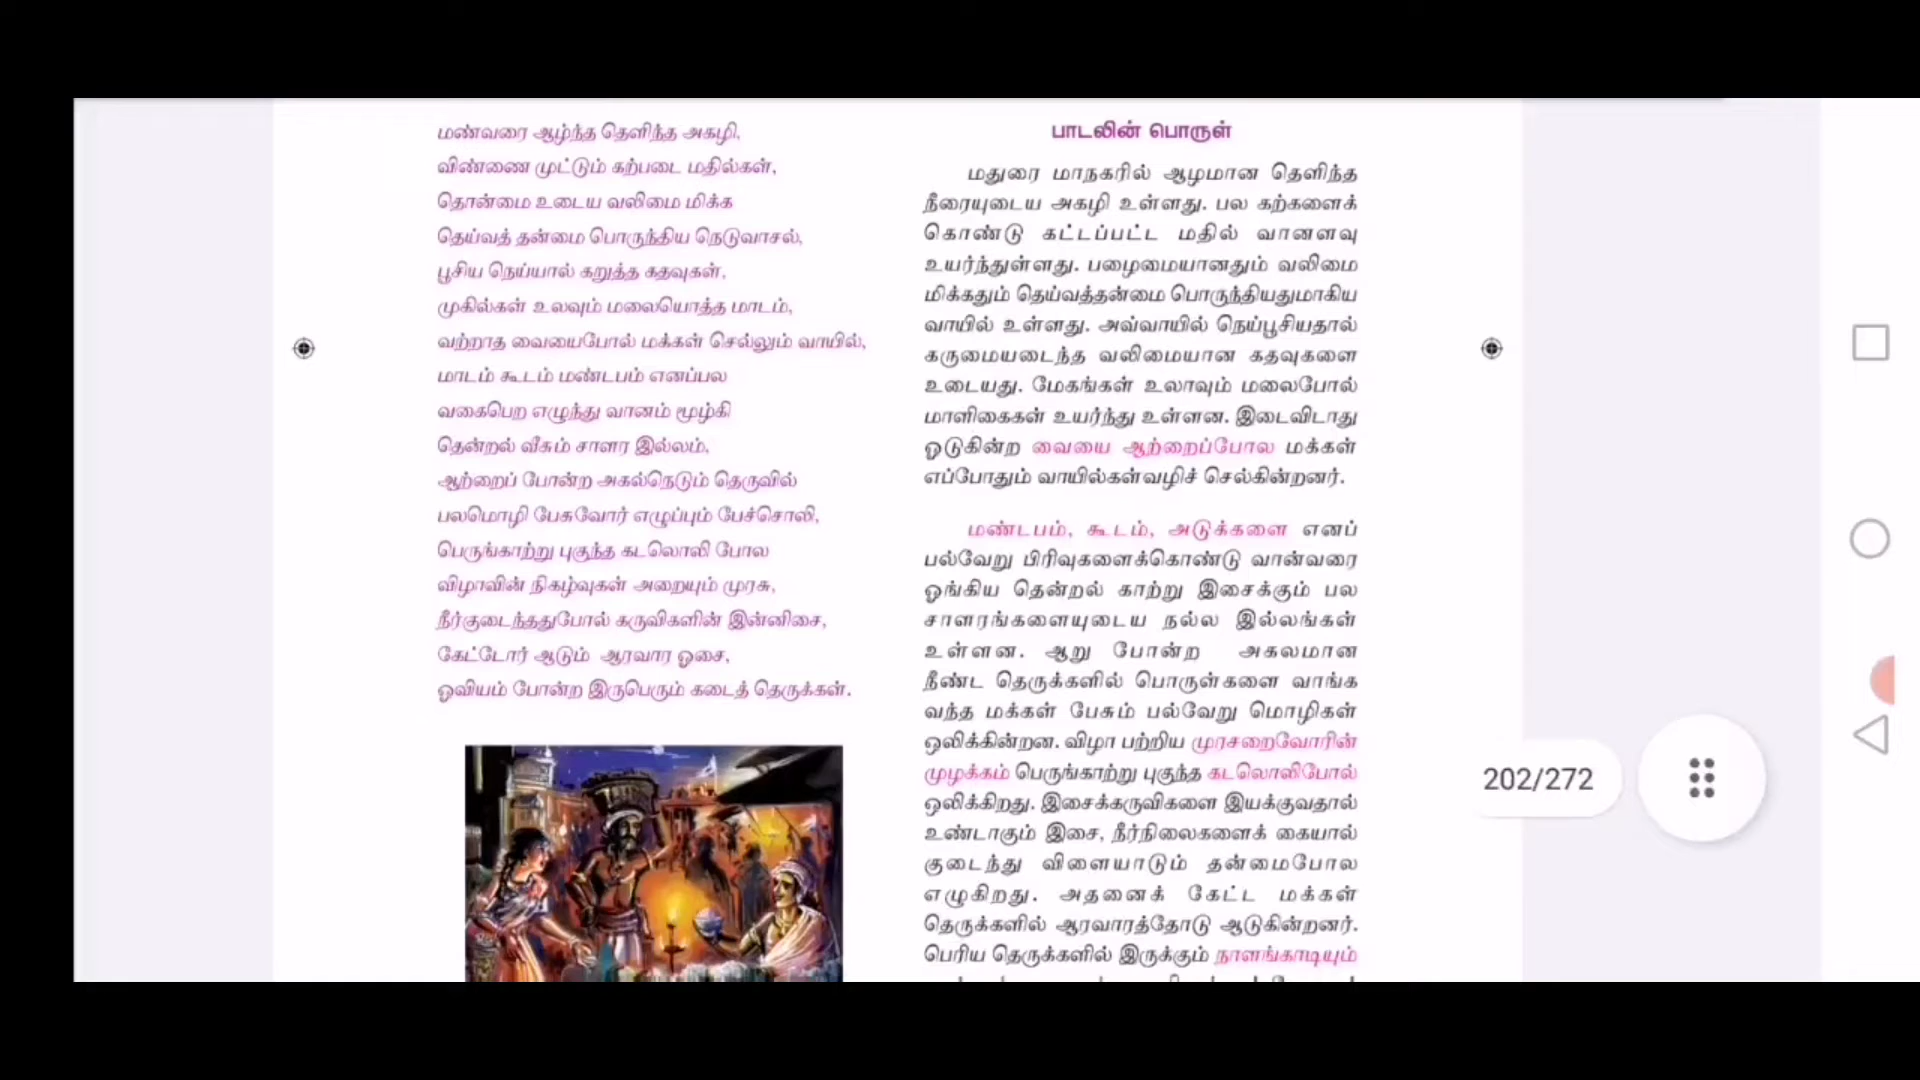 மண்வரை ஆழ்ந்த தெளிந்த அகழி,
விண்ணை முட்டும் கற்படை மதில்கள்,
தொன்மை உடைய வலிமை மிக்க
தெய்வத் தன்மை பொருந்திய நெடுவாசல்,
பூசிய நெய்யால் கறுத்த கதவுகள்,
முகில்கள் உலவும் மலையொத்த மாடம்,
வற்றாத வையைபோல் மக்கள் செல்லும் வாயில்,
மாடம் கூடம் மண்டபம் எனப்பல
வகைபெற எழுந்து வானம் மூழ்கி
தென்றல் வீசும் சாளர இல்லம்,
ஆற்றைப் போன்ற அகல்நெடும் தெருவில்
பலமொழி பேசுவோர் எழுப்பும் பேச்சொலி,
பெருங்காற்று புகுந்த கடலொலி போல
விழாவின் நிகழ்வுகள் அறையும் முரசு,
நீர்குடைந்ததுபோல் கருவிகளின் இன்னிசை,
கேட்டோர் ஆடும் ஆரவார ஓசை,
ஓவியம் போன்ற இருபெரும் கடைத் தெருக்கள்.
பாடலின் பொருள்
மதுரை மாநகரில் ஆழமான தெளிந்த
நீரையுடைய அகழி உள்ளது. பல கற்களைக்
கொண்டு கட்டப்பட்ட மதில் வானளவு
உயர்ந்துள்ளது. பழைமையானதும் வலிமை
மிக்கதும் தெய்வத்தன்மை பொருந்தியதுமாகிய
வாயில் உள்ளது. அவ்வாயில் நெய்பூசியதால்
கருமையடைந்த வலிமையான கதவுகளை
உடையது. மேகங்கள் உலாவும் மலைபோல்
மாளிகைகள் உயர்ந்து உள்ளன. இடைவிடாது
ஓடுகின்ற வையை ஆற்றைப்போல மக்கள்
எப்போதும் வாயில்கள்வழிச் செல்கின்றனர்.
மண்டபம், கூடம், அடுக்களை எனப்
பல்வேறு பிரிவுகளைக்கொண்டு வான்வரை
ஓங்கிய தென்றல் காற்று இசைக்கும் பல
சாளரங்களையுடைய நல்ல இல்லங்கள்
உள்ளன. ஆறு போன்ற அகலமான
நீண்ட தெருக்களில் பொருள்களை வாங்க
வந்த மக்கள் பேசும் பல்வேறு மொழிகள்
ஒலிக்கின்றன. விழா பற்றிய முரசறைவோரின்
முழக்கம் பெருங்காற்று புகுந்த கடலொலிபோல்
ஒலிக்கிறது. இசைக்கருவிகளை இயக்குவதால்
உண்டாகும் இசை, நீர்நிலைகளைக் கையால்
குடைந்து விளையாடும் தன்மைபோல
எழுகிறது. அதனைக் கேட்ட மக்கள்
தெருக்களில் ஆரவாரத்தோடு ஆடுகின்றனர்.
பெரிய தெருக்களில் இருக்கும் நாளங்காடியும்
202/272